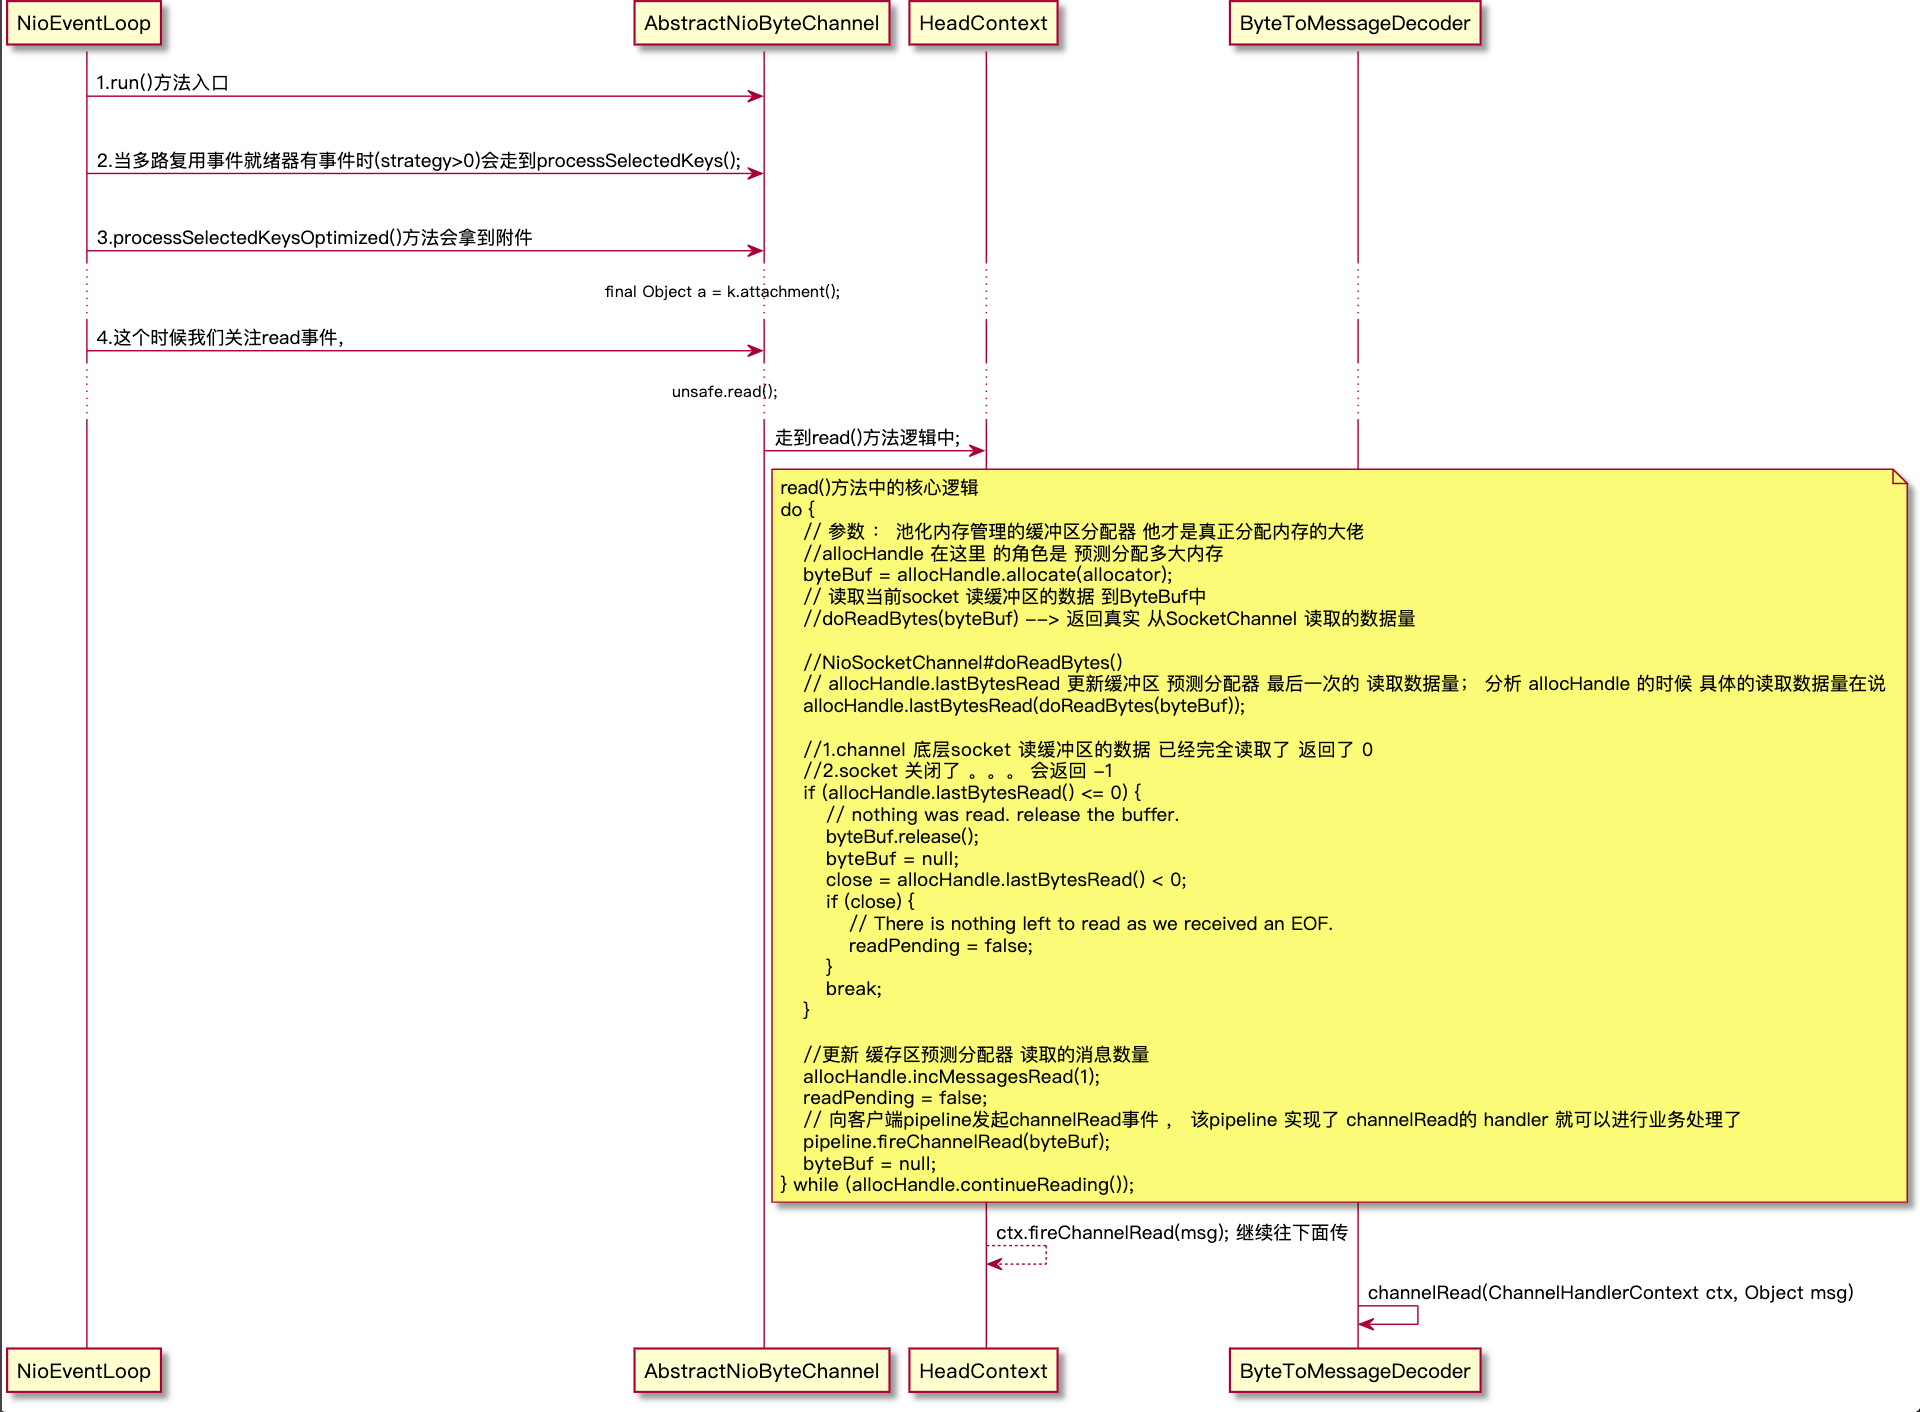 NioEventLoop
AbstractNioByteChannel
HeadContext
ByteToMessageDecoder
1.run()方法入口
2.当多路复用事件就绪器有事件时(strategy>0)会走到processSelectedKeys();
3.processSelectedKeysOptimized()方法会拿到附件
final Object a = k.attachment();
4.这个时候我们关注read事件,
unsafe.read();
走到read()方法逻辑中;
read()方法中的核心逻辑
do {
// 参数 : 池化内存管理的缓冲区分配器 他才是真正分配内存的大佬
//allocHandle 在这里 的角色是 预测分配多大内存
byteBuf = allocHandle.allocate(allocator);
// 读取当前socket 读缓冲区的数据 到ByteBuf中
//doReadBytes(byteBuf) --> 返回真实 从SocketChannel 读取的数据量
//NioSocketChannel#doReadBytes()
// allocHandle.lastBytesRead 更新缓冲区 预测分配器 最后一次的 读取数据量; 分析 allocHandle 的时候 具体的读取数据量在说
allocHandle.lastBytesRead(doReadBytes(byteBuf));
//1.channel 底层socket 读缓冲区的数据 已经完全读取了 返回了 0
//2.socket 关闭了 。。。 会返回 -1
if (allocHandle.lastBytesRead() <= 0) {
// nothing was read. release the buffer.
byteBuf.release();
byteBuf = null;
close = allocHandle.lastBytesRead() < 0;
if (close) {
// There is nothing left to read as we received an EOF.
readPending = false;
}
break;
}
//更新 缓存区预测分配器 读取的消息数量
allocHandle.incMessagesRead(1);
readPending = false;
// 向客户端pipeline发起channelRead事件 , 该pipeline 实现了 channelRead的 handler 就可以进行业务处理了
pipeline.fireChannelRead(byteBuf);
byteBuf = null;
} while (allocHandle.continueReading());
ctx.fireChannelRead(msg); 继续往下面传
channelRead(ChannelHandlerContext ctx, Object msg)
NioEventLoop
AbstractNioByteChannel
HeadContext
ByteToMessageDecoder